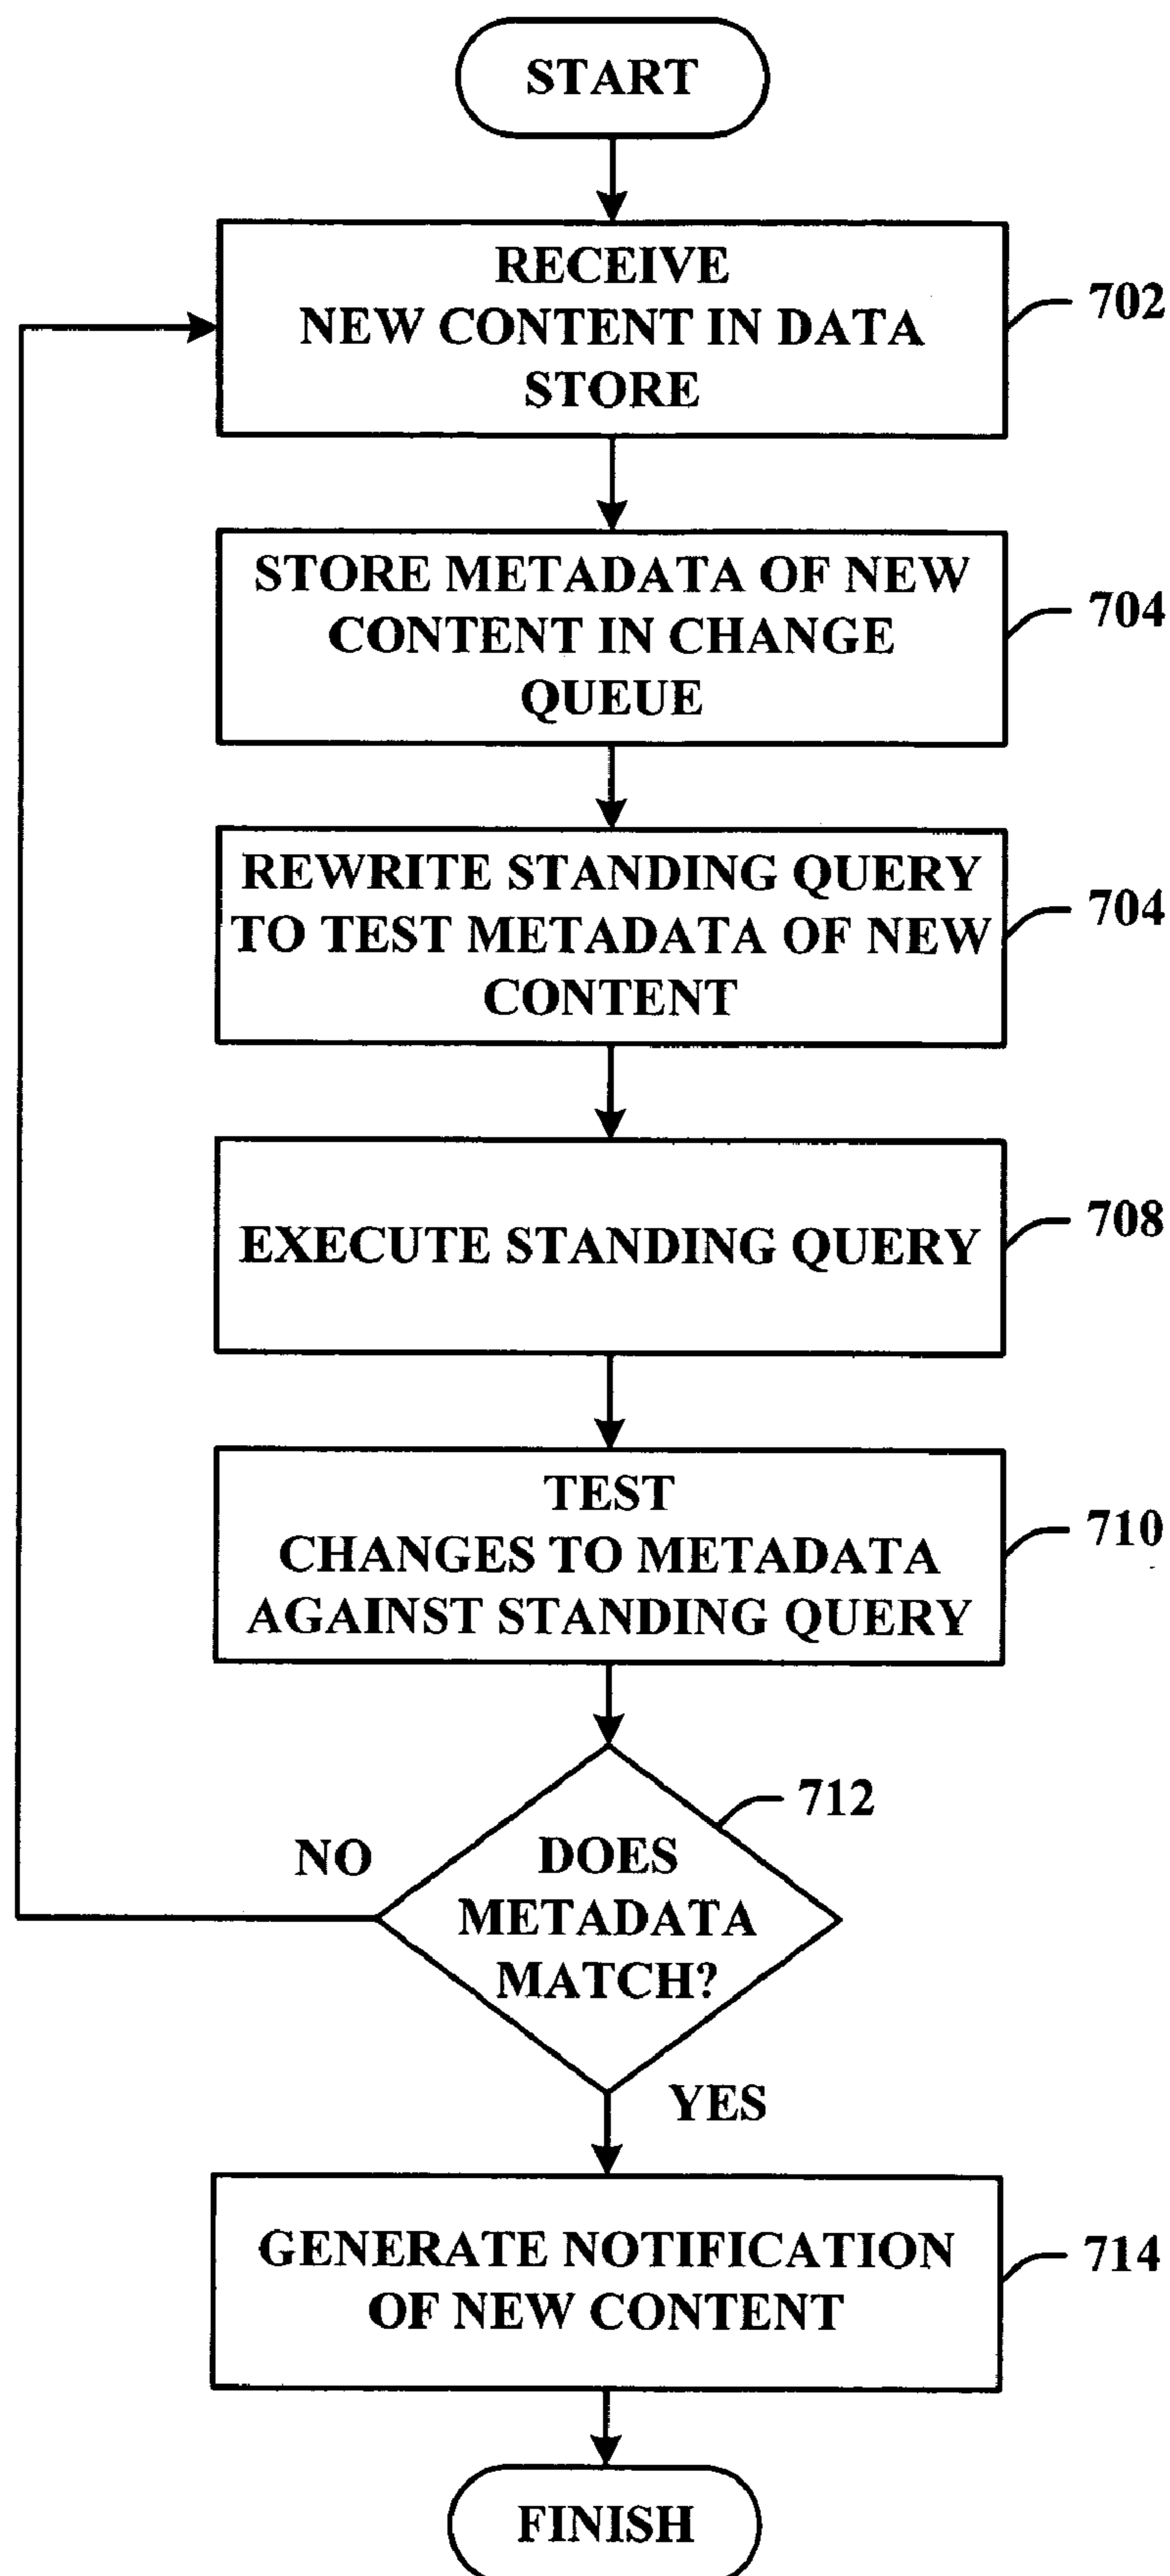 START
RECEIVE
NEW CONTENT IN DATA
STORE
702
STORE METADATA OF NEW
CONTENT IN CHANGE
QUEUE
704
REWRITE STANDING QUERY
TO TEST METADATA OF NEW
CONTENT
704
EXECUTE STANDING QUERY
708
TEST
CHANGES TO METADATA
AGAINST STANDING QUERY
710
712
NO
DOES
METADATA
MATCH?
YES
GENERATE NOTIFICATION
OF NEW CONTENT
714
FINISH